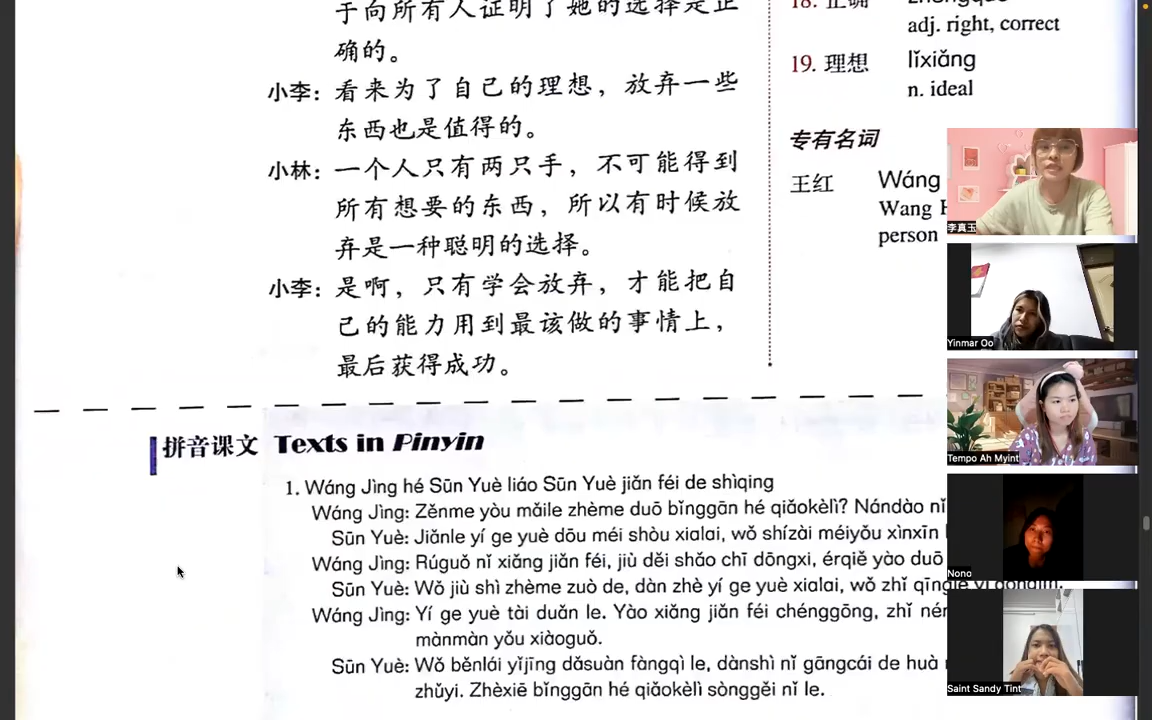 于向所有人证明了她的选择是正
确的。
小李：看来为了自己的理想，放弃一些
东西也是值得的。
小林：一个人只有两只手，不可能得到
所有想要的东西，所以有时候放
弃是一种聪明的选择。
小李：是啊，只有学会放弃，才能把自
己的能力用到最该做的事情上，
最后获得成功。
18. 正确
adj. right, correct
19. 理想 lǐxiǎng
n. ideal
专有名词
王红 Wáng
Wang
person
李真玉
Yinmar Oo
Tempo Ah Myint
Nono
Saint Sandy Tint
拼音课文 Texts in Pinyin
1. Wáng Jìng hé Sūn Yuè liáo Sūn Yuè jiǎn féi de shìqing
Wáng Jìng: Zěnme yòu mǎile zhème duō bǐnggān hé qiǎokèlì? Nándào nǐ
Sūn Yuè: Jiǎnle yí ge yuè dōu méi shòu xialai, wǒ shízài méiyǒu xìnxīn
Wáng Jìng: Rúguǒ nǐ xiǎng jiǎn féi, jiù děi shǎo chī dōngxi, érqiě yào duō
Sūn Yuè: Wǒ jiù shì zhème zuò de, dàn zhè yí ge yuè xialai, wǒ zhǐ qīngle yì gōngjīn.
Wáng Jìng: Yí ge yuè tài duǎn le. Yào xiǎng jiǎn féi chénggōng, zhǐ
mànmàn yǒu xiàoguǒ.
Sūn Yuè: Wǒ běnlái yǐjīng dǎsuàn fàngqì le, dànshì nǐ gāngcái de huà
zhǔyi. Zhèxiē bǐnggān hé qiǎokèlì sònggěi nǐ le.